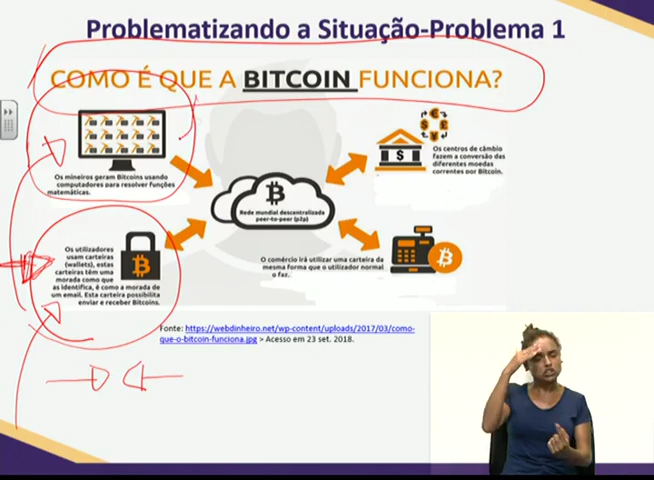 Problematizando a Situação-Problema 1
COMO É QUE A BITCOIN FUNCIONA?
Os mineiros geram Bitcoins usando
computadores para resolver funções
matemáticas.
Os centros de câmbio
fazem a conversão das
diferentes moedas
correntes por Bitcoin.
$
€
$
£
¥
Rede mundial descentralizada
peer-to-peer (p2p)
Os utilizadores
usam carteiras
(wallets), estas
carteiras têm uma
morada como que
as identifica, é como a morada de
um email. Esta carteira possibilita
enviar e receber Bitcoins.
O comércio irá utilizar uma carteira da
mesma forma que o utilizador normal
o faz.
Fonte: https://webdinheiro.net/wp-content/uploads/2017/03/como-
que-o-bitcoin-funciona.jpg > Acesso em 23 set. 2018.